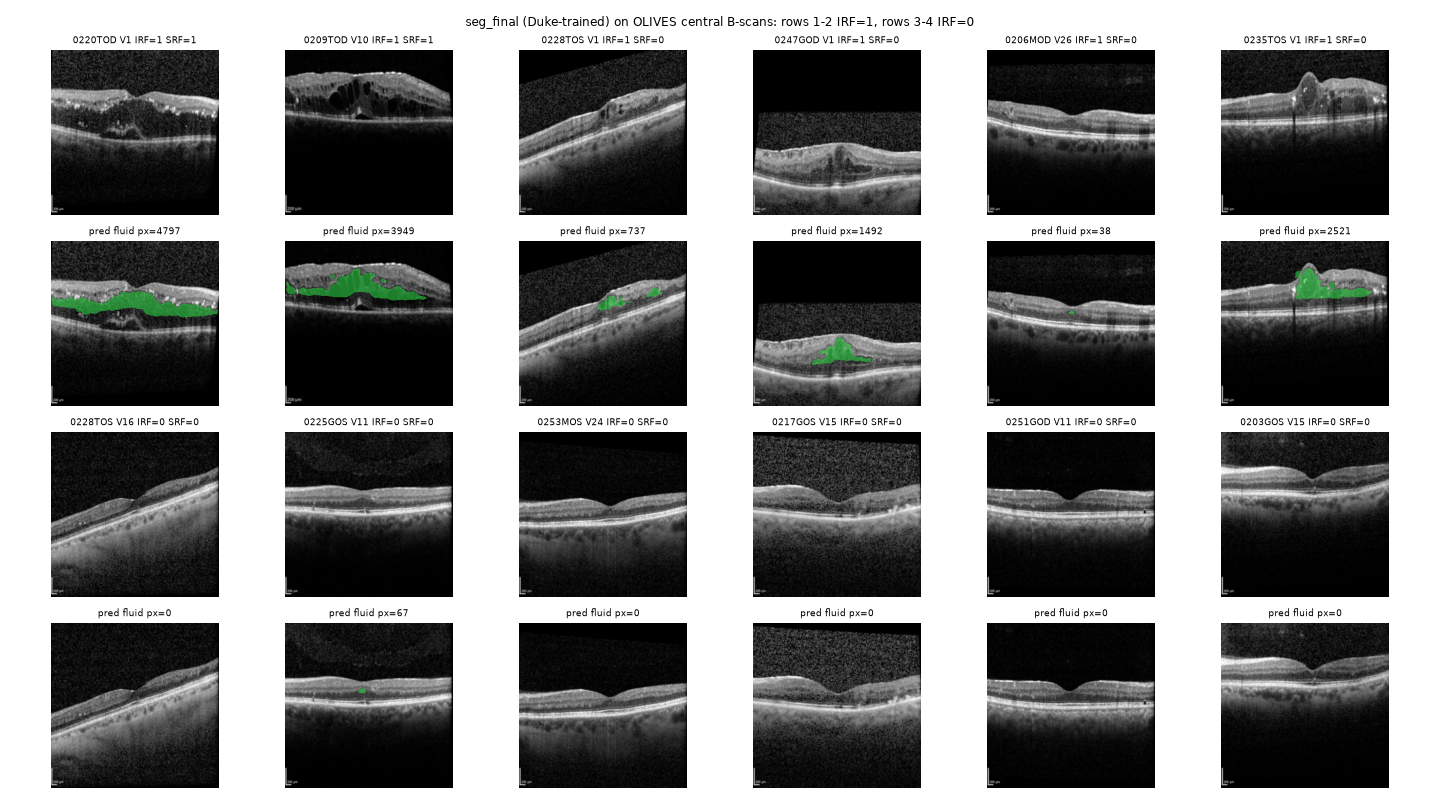 seg_final (Duke-trained) on OLIVES central B-scans: rows 1-2 IRF=1, rows 3-4 IRF=0
0220TOD V1 IRF=1 SRF=1
0209TOD V10 IRF=1 SRF=1
0228TOS V1 IRF=1 SRF=0
0247GOD V1 IRF=1 SRF=0
0206MOD V26 IRF=1 SRF=0
0235TOS V1 IRF=1 SRF=0
pred fluid px=4797
pred fluid px=3949
pred fluid px=737
pred fluid px=1492
pred fluid px=38
pred fluid px=2521
0228TOS V16 IRF=0 SRF=0
0225GOS V11 IRF=0 SRF=0
0253MOS V24 IRF=0 SRF=0
0217GOS V15 IRF=0 SRF=0
0251GOD V11 IRF=0 SRF=0
0203GOS V15 IRF=0 SRF=0
pred fluid px=0
pred fluid px=67
pred fluid px=0
pred fluid px=0
pred fluid px=0
pred fluid px=0